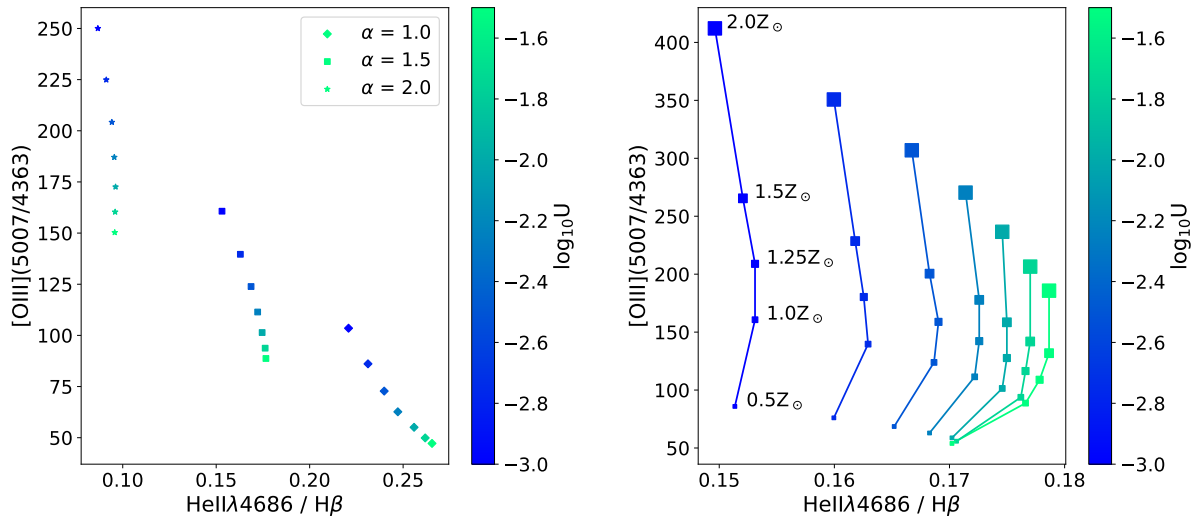 250
225
200
175
150
125
100
75
50
[OIII](5007/4363)
0.10
0.15
0.20
0.25
HeIIλ4686 / Hβ
α = 1.0
α = 1.5
α = 2.0
−1.6
−1.8
−2.0
−2.2
−2.4
−2.6
−2.8
−3.0
log₁₀U
400
350
300
250
200
150
100
50
[OIII](5007/4363)
2.0Z⊙
1.5Z⊙
1.25Z⊙
1.0Z⊙
0.5Z⊙
0.15
0.16
0.17
0.18
HeIIλ4686 / Hβ
−1.6
−1.8
−2.0
−2.2
−2.4
−2.6
−2.8
−3.0
log₁₀U